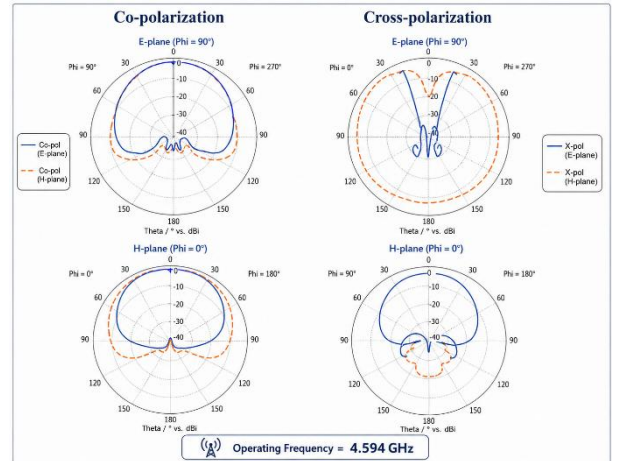 Co-polarization
E-plane (Phi = 90°)
0
Phi = 90°
30
30
Phi = 270°
60
60
90
90
120
120
150
150
180
0
-10
-20
-30
-40
Theta / ° vs. dBi
Co-pol
(E-plane)
Co-pol
(H-plane)
Cross-polarization
E-plane (Phi = 90°)
0
Phi = 0°
30
30
Phi = 270°
60
60
90
90
120
120
150
150
180
0
-10
-20
-30
-40
Theta / ° vs. dBi
X-pol
(E-plane)
X-pol
(H-plane)
H-plane (Phi = 0°)
0
Phi = 0°
30
30
Phi = 180°
60
60
90
90
120
120
150
150
180
0
-10
-20
-30
-40
Theta / ° vs. dBi
H-plane (Phi = 0°)
0
Phi = 90°
30
30
Phi = 180°
60
60
90
90
120
120
150
150
180
0
-10
-20
-30
-40
Theta / ° vs. dBi
Operating Frequency = 4.594 GHz